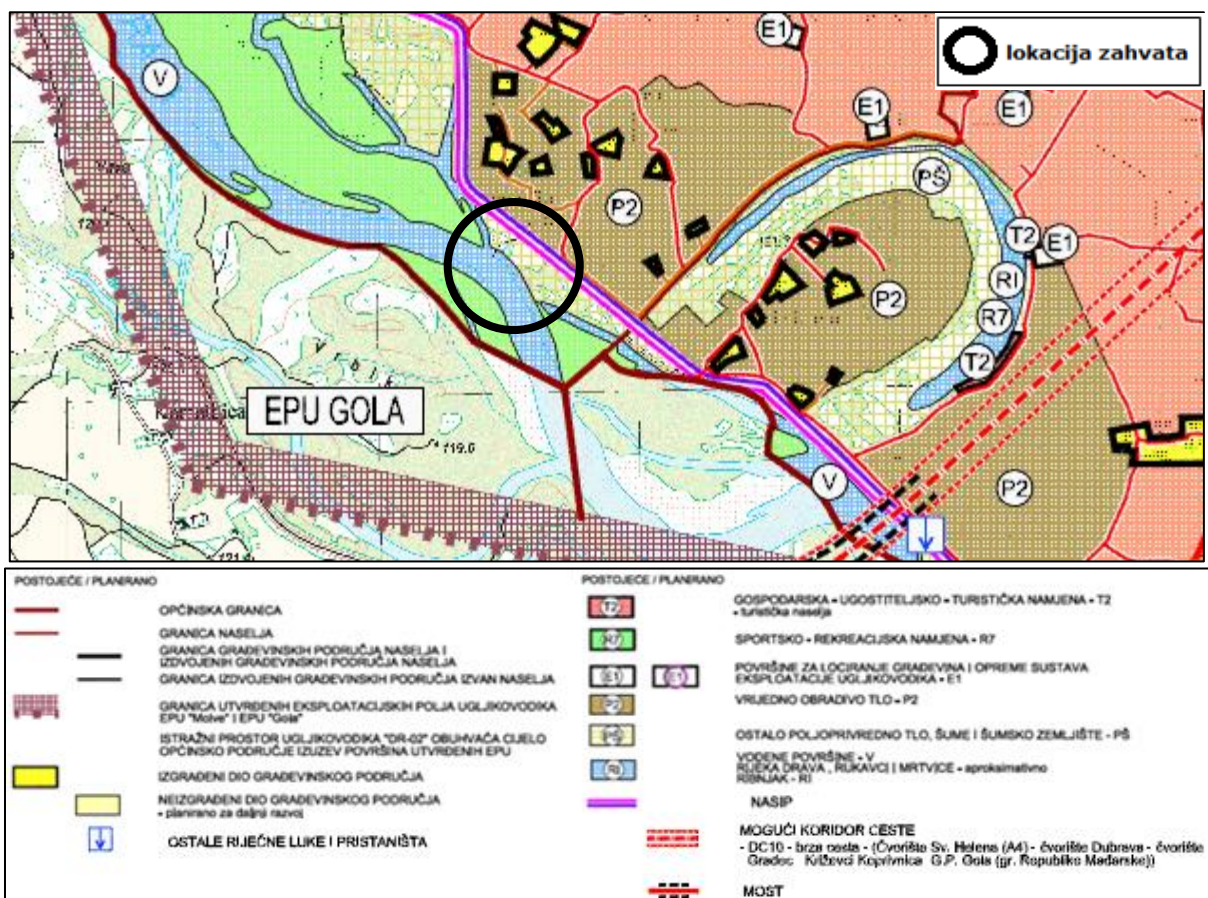 lokacija zahvata
E1
E1
E1
V
PŠ
P2
T2
E1
RI
P2
R7
T2
EPU GOLA
119.6
V
P2
POSTOJEĆE / PLANIRANO
OPĆINSKA GRANICA
GRANICA NASELJA
GRANICA GRAĐEVINSKIH PODRUČJA NASELJA I
IZDVOJENIH GRAĐEVINSKIH PODRUČJA NASELJA
GRANICA IZDVOJENIH GRAĐEVINSKIH PODRUČJA IZVAN NASELJA
GRANICA UTVRĐENIH EKSPLOATACIJSKIH POLJA UGLJIKOVODIKA
EPU "Molve" I EPU "Gola"
ISTRAŽNI PROSTOR UGLJIKOVODIKA "DR-02" OBUHVAĆA CIJELO
OPĆINSKO PODRUČJE IZUZEV POVRŠINA UTVRĐENIH EPU
IZGRAĐENI DIO GRAĐEVINSKOG PODRUČJA
NEIZGRAĐENI DIO GRAĐEVINSKOG PODRUČJA
- planirano za daljnji razvoj
OSTALE RIJEČNE LUKE I PRISTANIŠTA
POSTOJEĆE / PLANIRANO
T2
GOSPODARSKA - UGOSTITELJSKO - TURISTIČKA NAMJENA - T2
- turistička naselja
R7
SPORTSKO - REKREACIJSKA NAMJENA - R7
E1
E1
POVRŠINE ZA LOCIRANJE GRAĐEVINA I OPREME SUSTAVA
EKSPLOATACIJE UGLJIKOVODIKA - E1
P2
VRIJEDNO OBRADIVO TLO - P2
PŠ
OSTALO POLJOPRIVREDNO TLO, ŠUME I ŠUMSKO ZEMLJIŠTE - PŠ
RI
VODENE POVRŠINE - V
RIJEKA DRAVA , RUKAVCI I MRTVICE - aproksimativno
RIBNJAK - RI
NASIP
MOGUĆI KORIDOR CESTE
- DC10 - brza cesta - (Čvorište Sv. Helena (A4) - čvorište Dubrava - čvorište
Gradec Križevci Koprivnica G.P. Gola (gr. Republike Mađarske))
MOST